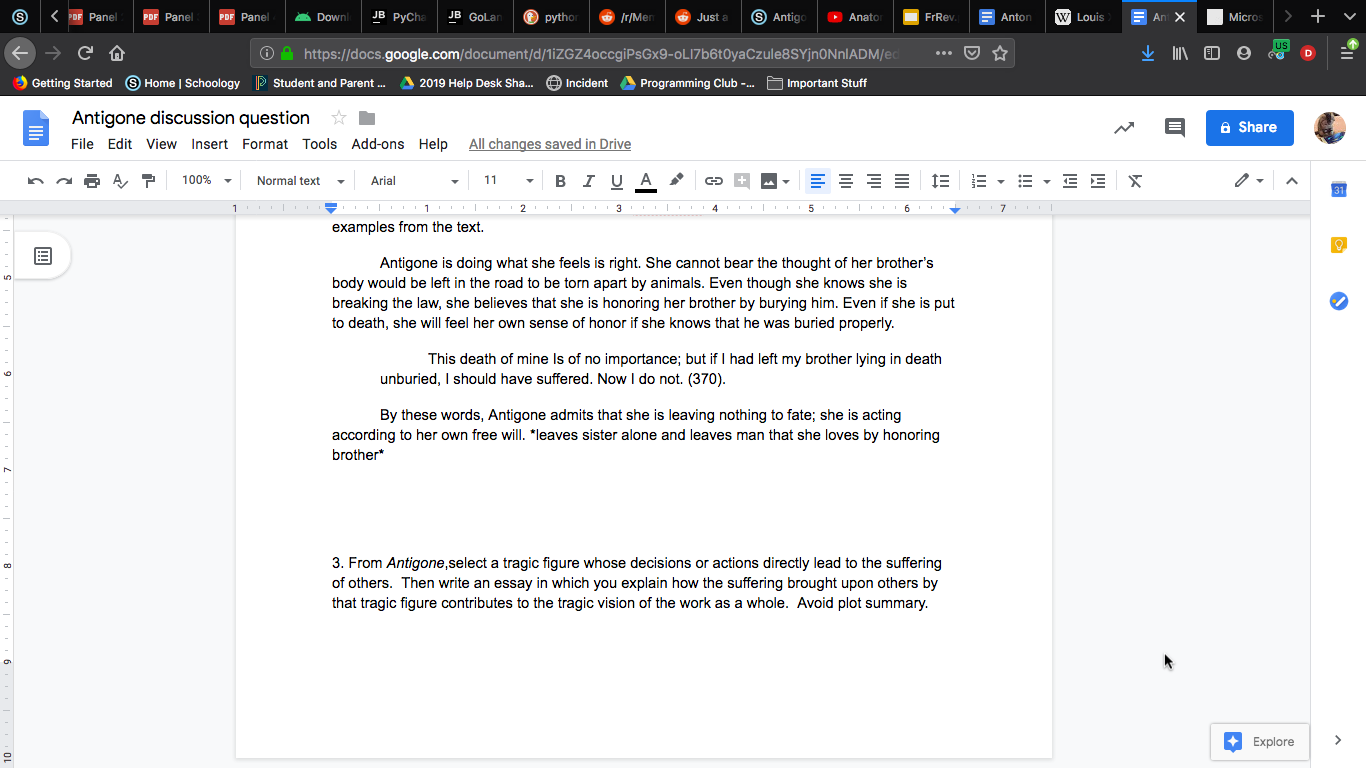 Panel Panel Panel Downl PyCha GoLan python /r/Men Just a Antigo Anator FrRev. Anton Louis An Micros
https://docs.google.com/document/d/1iZGZ4occgiPsGx9-oLI7b6t0yaCzule8SYjn0NnlADM/ed
Getting Started Home | Schoology Student and Parent ... 2019 Help Desk Sha... Incident Programming Club -... Important Stuff
Antigone discussion question
Share
File Edit View Insert Format Tools Add-ons Help All changes saved in Drive
100% Normal text Arial 11 B I U A
1 1 2 3 4 5 6 7
examples from the text.
Antigone is doing what she feels is right. She cannot bear the thought of her brother's
body would be left in the road to be torn apart by animals. Even though she knows she is
breaking the law, she believes that she is honoring her brother by burying him. Even if she is put
to death, she will feel her own sense of honor if she knows that he was buried properly.
This death of mine Is of no importance; but if I had left my brother lying in death
unburied, I should have suffered. Now I do not. (370).
By these words, Antigone admits that she is leaving nothing to fate; she is acting
according to her own free will. *leaves sister alone and leaves man that she loves by honoring
brother*
3. From Antigone,select a tragic figure whose decisions or actions directly lead to the suffering
of others.  Then write an essay in which you explain how the suffering brought upon others by
that tragic figure contributes to the tragic vision of the work as a whole.  Avoid plot summary.
Explore